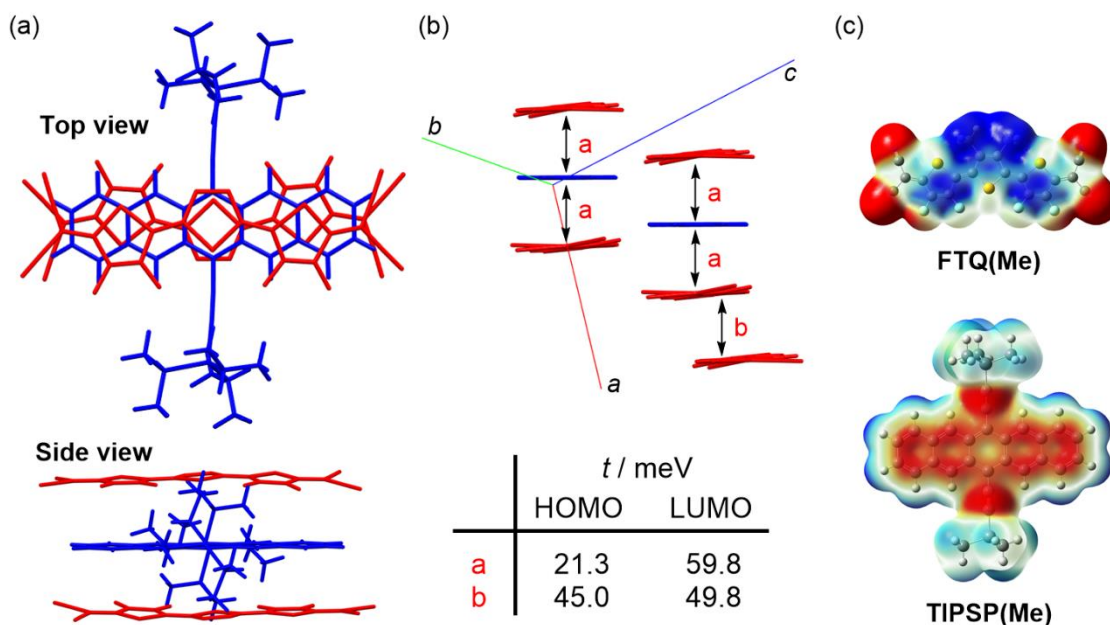 (a)
Top view
Side view
(b)
b
c
a
a
a
a
b
a
t / meV
HOMO LUMO
a 21.3 59.8
b 45.0 49.8
(c)
FTQ(Me)
TIPSP(Me)